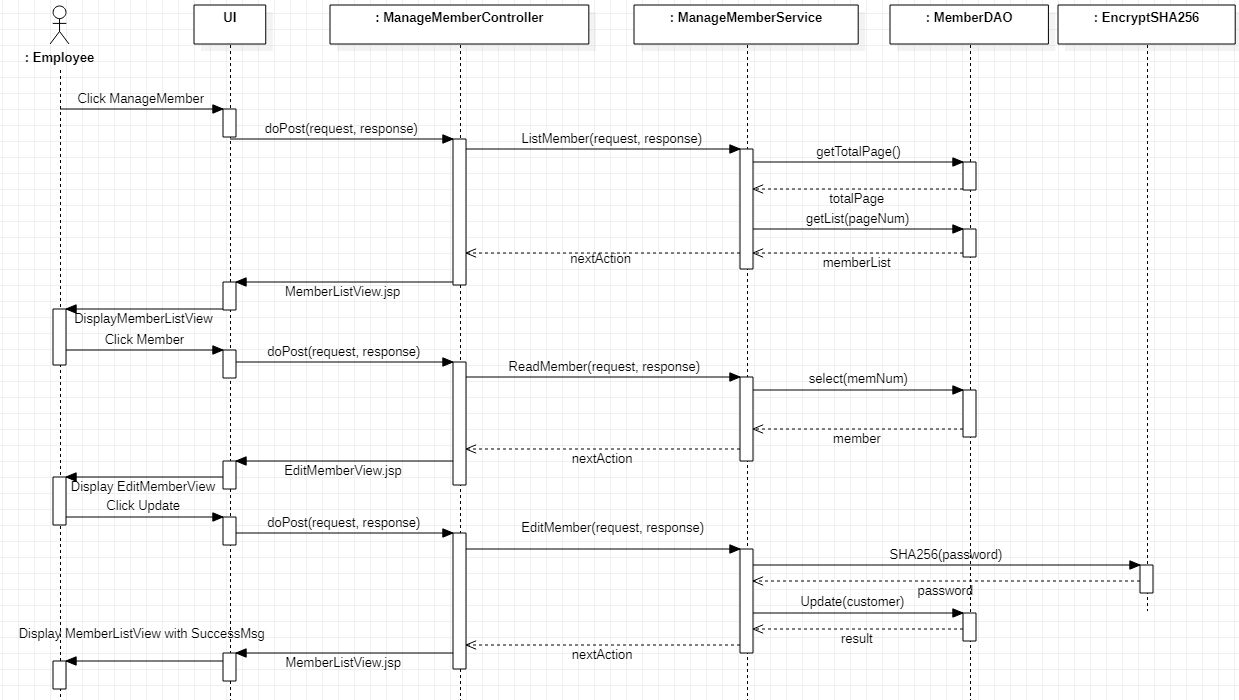 UI
: ManageMemberController
: ManageMemberService
: MemberDAO
: EncryptSHA256
: Employee
Click ManageMember
doPost(request, response)
ListMember(request, response)
getTotalPage()
totalPage
getList(pageNum)
nextAction
memberList
MemberListView.jsp
DisplayMemberListView
Click Member
doPost(request, response)
ReadMember(request, response)
select(memNum)
member
nextAction
EditMemberView.jsp
Display EditMemberView
Click Update
doPost(request, response)
EditMember(request, response)
SHA256(password)
password
Update(customer)
result
nextAction
Display MemberListView with SuccessMsg
MemberListView.jsp